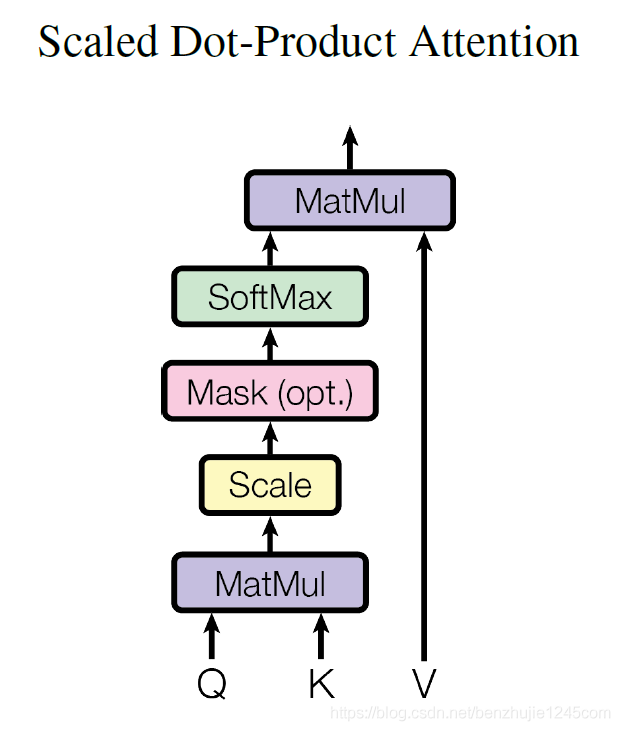 Scaled Dot-Product Attention
MatMul
SoftMax
Mask (opt.)
Scale
MatMul
Q K V
https://blog.csdn.net/benzhujie1245com